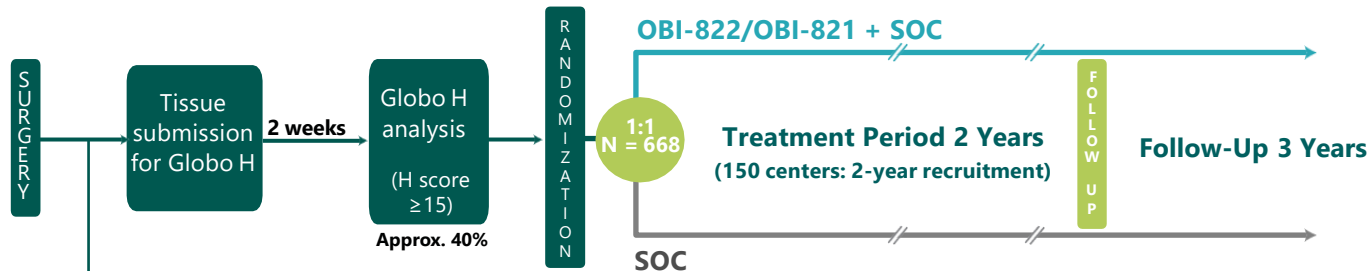 SURGERY
Tissue
submission
for Globo H
2 weeks
Globo H
analysis
(H score
≥15)
Approx. 40%
RANDOMIZATION
1:1
N = 668
OBI-822/OBI-821 + SOC
Treatment Period 2 Years
(150 centers: 2-year recruitment)
SOC
FOLLOW UP
Follow-Up 3 Years